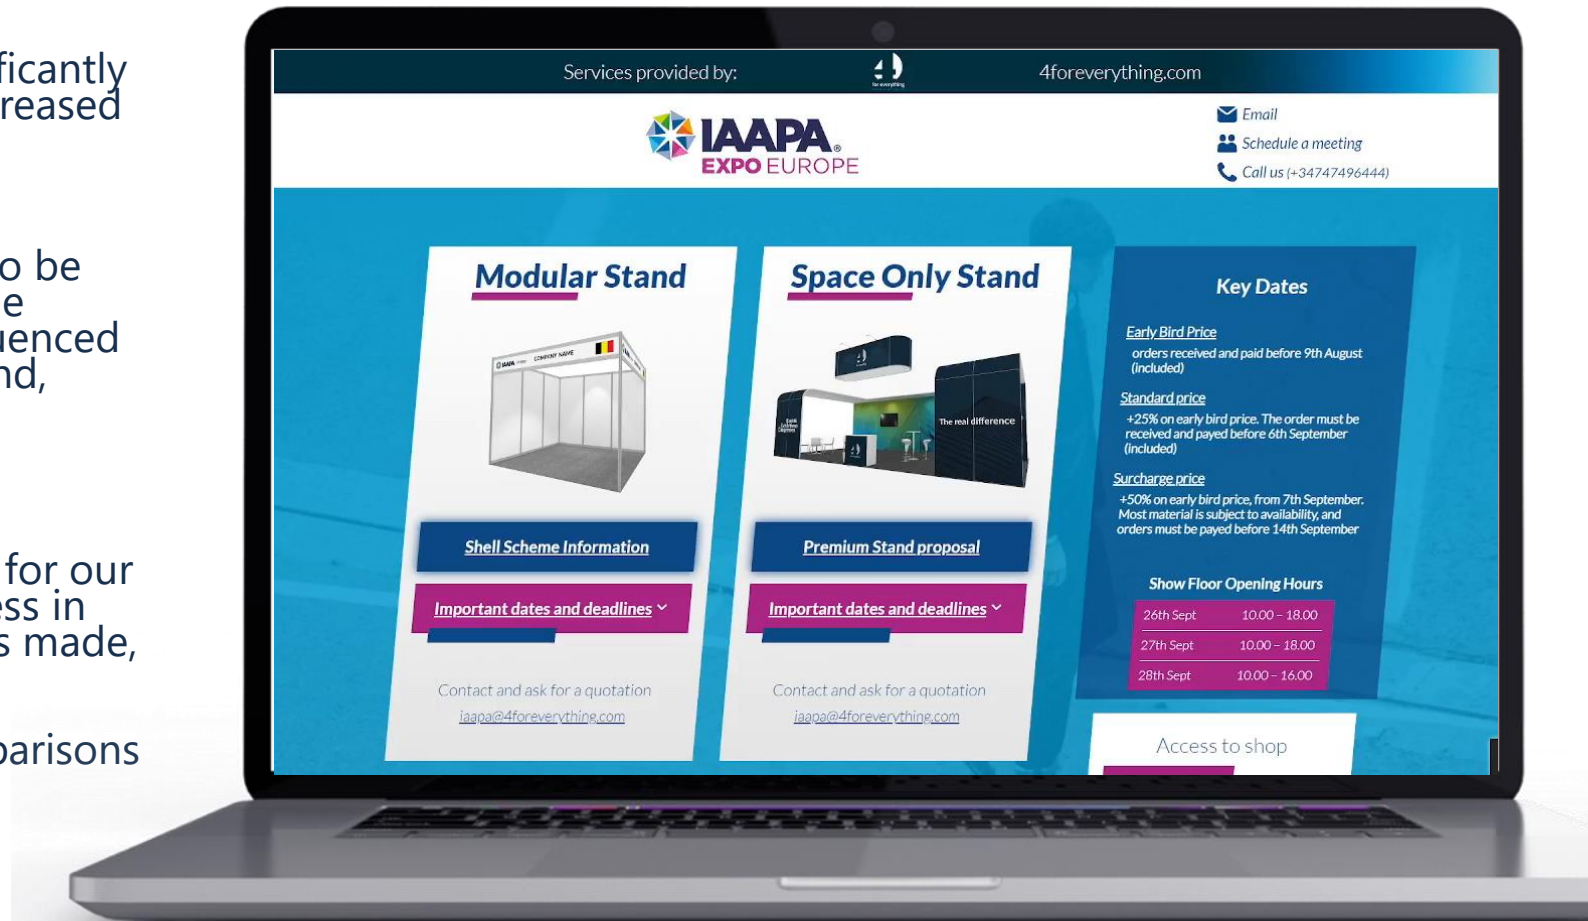 ficantly
reased
o be
e
uenced
nd,
for our
ess in
s made,
parisons
Services provided by:
for everything
4foreverything.com
IAAPA®
EXPO EUROPE
Email
Schedule a meeting
Call us (+34747496444)
Modular Stand
IAAPA
COMPANY NAME
Shell Scheme Information
Important dates and deadlines
Contact and ask for a quotation
iaapa@4foreverything.com
Space Only Stand
The real difference
Premium Stand proposal
Important dates and deadlines
Contact and ask for a quotation
iaapa@4foreverything.com
Key Dates
Early Bird Price
orders received and paid before 9th August
(included)
Standard price
+25% on early bird price. The order must be
received and payed before 6th September
(included)
Surcharge price
+50% on early bird price, from 7th September.
Most material is subject to availability, and
orders must be payed before 14th September
Show Floor Opening Hours
26th Sept 10.00 – 18.00
27th Sept 10.00 – 18.00
28th Sept 10.00 – 16.00
Access to shop